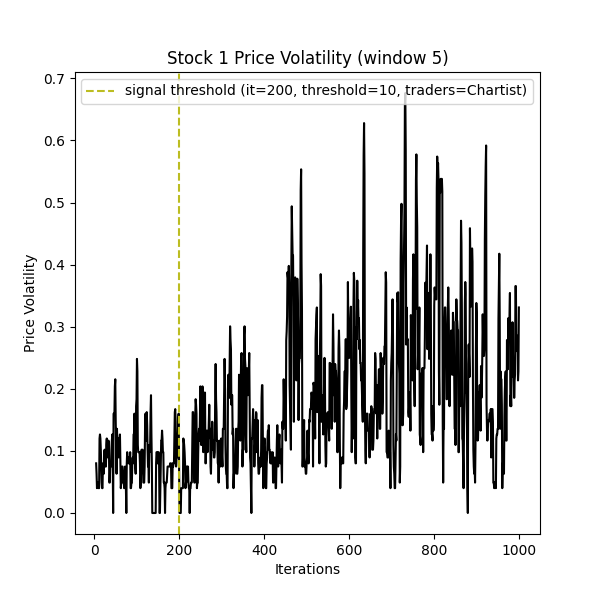 Stock 1 Price Volatility (window 5)
signal threshold (it=200, threshold=10, traders=Chartist)
0.7
0.6
0.5
0.4
0.3
0.2
0.1
0.0
Price Volatility
0 200 400 600 800 1000
Iterations